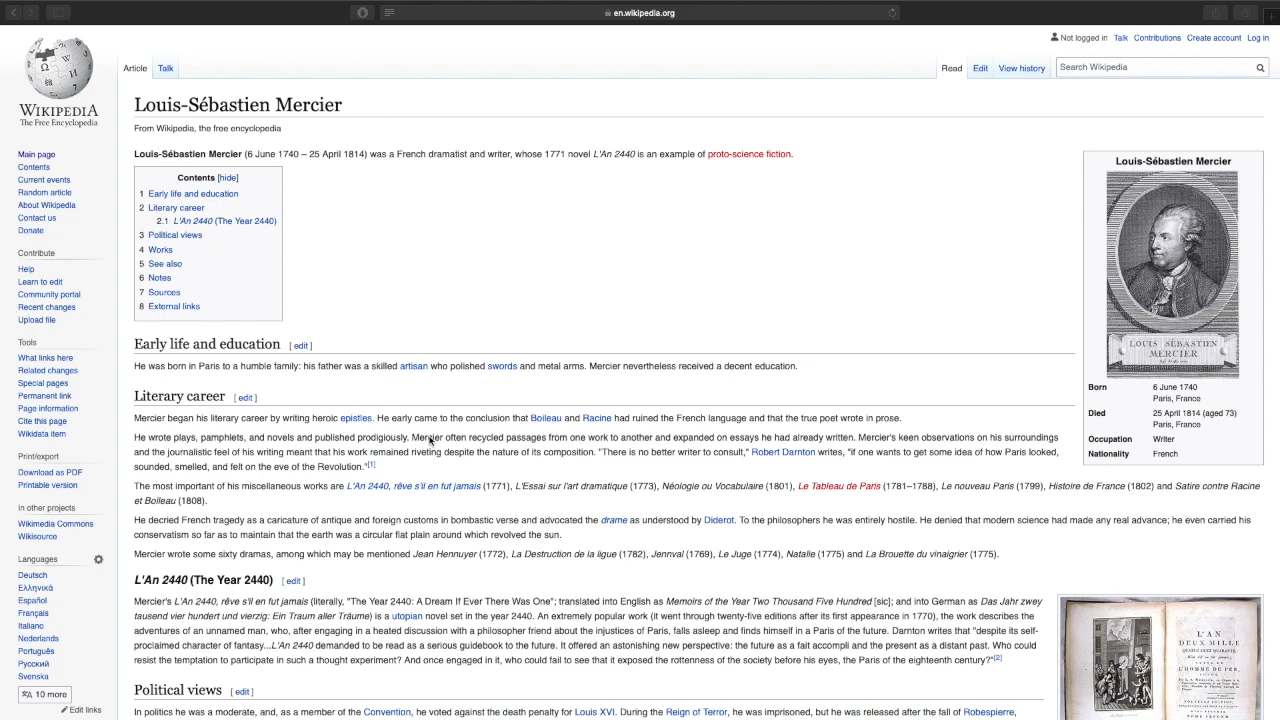 en.wikipedia.org
Not logged in Talk Contributions Create account Log in
Article Talk Read Edit View history Search Wikipedia
WIKIPEDIA
The Free Encyclopedia
Main page
Contents
Current events
Random article
About Wikipedia
Contact us
Donate
Contribute
Help
Learn to edit
Community portal
Recent changes
Upload file
Tools
What links here
Related changes
Special pages
Permanent link
Page information
Cite this page
Wikidata item
Print/export
Download as PDF
Printable version
In other projects
Wikimedia Commons
Wikisource
Languages
Deutsch
Ελληνικά
Español
Français
Italiano
Nederlands
Português
Русский
Svenska
10 more
Edit links
Louis-Sébastien Mercier
From Wikipedia, the free encyclopedia
Louis-Sébastien Mercier (6 June 1740 – 25 April 1814) was a French dramatist and writer, whose 1771 novel L'An 2440 is an example of proto-science fiction.
Contents [hide]
1 Early life and education
2 Literary career
2.1 L'An 2440 (The Year 2440)
3 Political views
4 Works
5 See also
6 Notes
7 Sources
8 External links
Louis-Sébastien Mercier
LOUIS SÉBASTIEN
MERCIER
Born 6 June 1740
Paris, France
Died 25 April 1814 (aged 73)
Paris, France
Occupation Writer
Nationality French
Early life and education [ edit ]
He was born in Paris to a humble family: his father was a skilled artisan who polished swords and metal arms. Mercier nevertheless received a decent education.
Literary career [ edit ]
Mercier began his literary career by writing heroic epistles. He early came to the conclusion that Boileau and Racine had ruined the French language and that the true poet wrote in prose.
He wrote plays, pamphlets, and novels and published prodigiously. Mercier often recycled passages from one work to another and expanded on essays he had already written. Mercier's keen observations on his surroundings
and the journalistic feel of his writing meant that his work remained riveting despite the nature of its composition. "There is no better writer to consult," Robert Darnton writes, "if one wants to get some idea of how Paris looked,
sounded, smelled, and felt on the eve of the Revolution."[1]
The most important of his miscellaneous works are L'An 2440, rêve s'il en fut jamais (1771), L'Essai sur l'art dramatique (1773), Néologie ou Vocabulaire (1801), Le Tableau de Paris (1781–1788), Le nouveau Paris (1799), Histoire de France (1802) and Satire contre Racine
et Boileau (1808).
He decried French tragedy as a caricature of antique and foreign customs in bombastic verse and advocated the drame as understood by Diderot. To the philosophers he was entirely hostile. He denied that modern science had made any real advance; he even carried his
conservatism so far as to maintain that the earth was a circular flat plain around which revolved the sun.
Mercier wrote some sixty dramas, among which may be mentioned Jean Hennuyer (1772), La Destruction de la ligue (1782), Jennval (1769), Le Juge (1774), Natalie (1775) and La Brouette du vinaigrier (1775).
L'An 2440 (The Year 2440) [ edit ]
Mercier's L'An 2440, rêve s'il en fut jamais (literally, "The Year 2440: A Dream If Ever There Was One"; translated into English as Memoirs of the Year Two Thousand Five Hundred [sic]; and into German as Das Jahr zwey
tausend vier hundert und vierzig: Ein Traum aller Träume) is a utopian novel set in the year 2440. An extremely popular work (it went through twenty-five editions after its first appearance in 1770), the work describes the
adventures of an unnamed man, who, after engaging in a heated discussion with a philosopher friend about the injustices of Paris, falls asleep and finds himself in a Paris of the future. Darnton writes that "despite its self-
proclaimed character of fantasy...L'An 2440 demanded to be read as a serious guidebook of the future. It offered an astonishing new perspective: the future as a fait accompli and the present as a distant past. Who could
resist the temptation to participate in such a thought experiment? And once engaged in it, who could fail to see that it exposed the rottenness of the society before his eyes, the Paris of the eighteenth century?"[2]
L'AN
DEUX MILLE
Political views [ edit ]
In politics he was a moderate, and, as a member of the Convention, he voted against the death penalty for Louis XVI. During the Reign of Terror, he was imprisoned, but he was released after the fall of Robespierre,